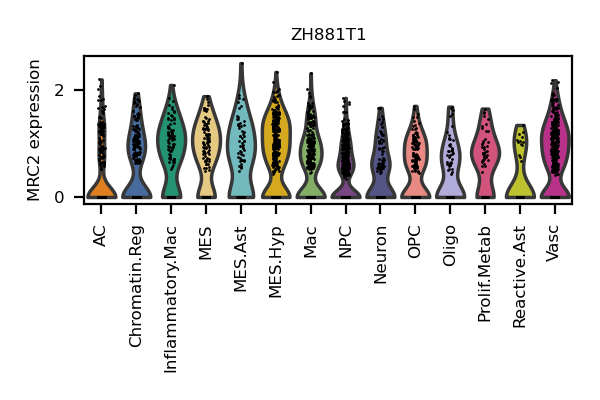 ZH881T1
MRC2 expression
2
0
AC
Chromatin.Reg
Inflammatory.Mac
MES
MES.Ast
MES.Hyp
Mac
NPC
Neuron
OPC
Oligo
Prolif.Metab
Reactive.Ast
Vasc